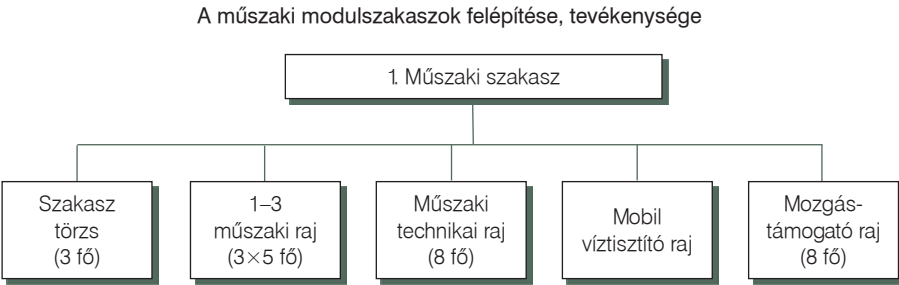 A műszaki modulszakaszok felépítése, tevékenysége
1. Műszaki szakasz
Szakasz
törzs
(3 fő)
1–3
műszaki raj
(3×5 fő)
Műszaki
technikai raj
(8 fő)
Mobil
víztisztító raj
Mozgás-
támogató raj
(8 fő)